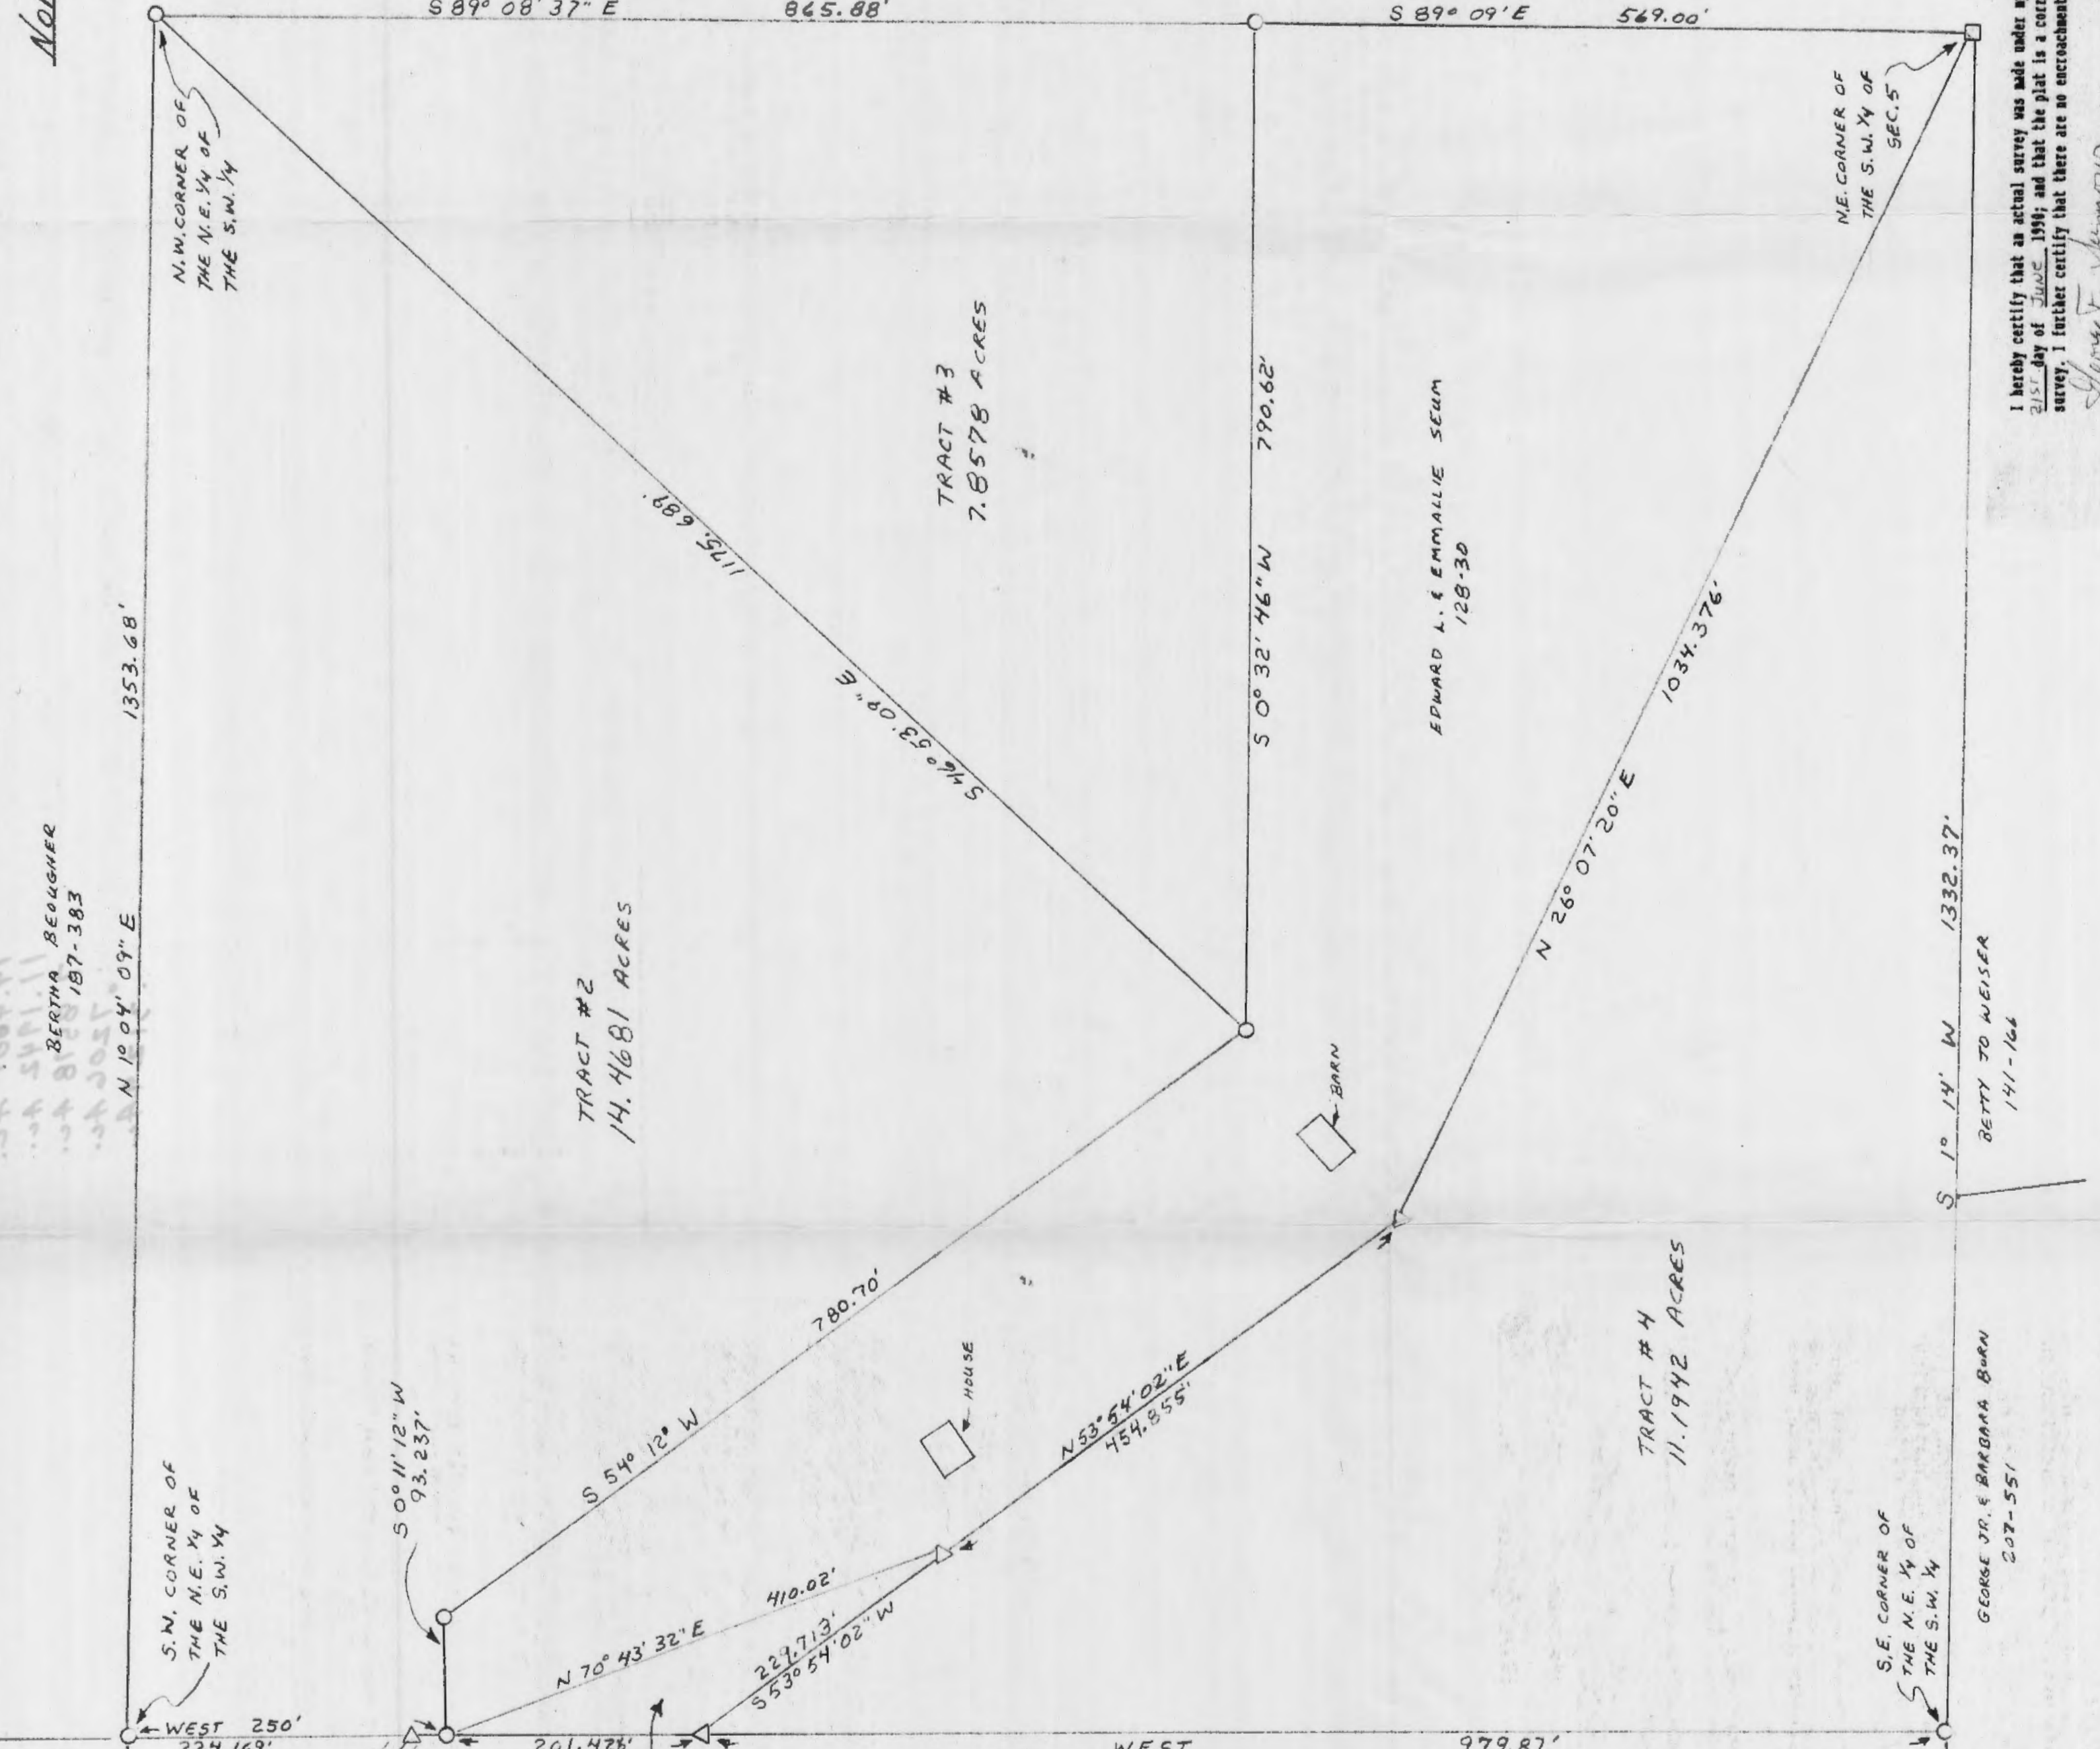 S 89° 08' 37" E 865.88'
S 89° 09' E 569.00'
N.W. CORNER OF
THE N.E. 1/4 OF
THE S.W. 1/4
N.E. CORNER OF
THE S.W. 1/4 OF
SEC. 5
I hereby certify that an actual survey was made under
21ST day of JUNE 1990; and that the plat is a
survey. I further certify that there are no
1353.68'
N 1° 04' 09" E
BERTHA BEOUGHER
187-383
1175.689'
S 46° 53' 09" E
TRACT #3
7.8578 ACRES
790.62'
S 0° 32' 46" W
EDWARD L. & EMMALLIE SEUM
128-30
1034.376'
N 26° 07' 20" E
1332.37'
S 1° 14' W
BETTY TO WEISER
141-166
TRACT #2
14.4681 ACRES
BARN
780.70'
S 54° 12' W
HOUSE
N 53° 54' 02" E
454.855'
TRACT #4
11.1942 ACRES
GEORGE JR. & BARBARA BURN
207-551
S 0° 11' 12" W
93.237'
S.W. CORNER OF
THE N.E. 1/4 OF
THE S.W. 1/4
410.02'
N 70° 43' 32" E
229.713'
S 53° 54' 02" W
S.E. CORNER OF
THE N.E. 1/4 OF
THE S.W. 1/4
WEST 250'
224.169'
WEST 979.87'